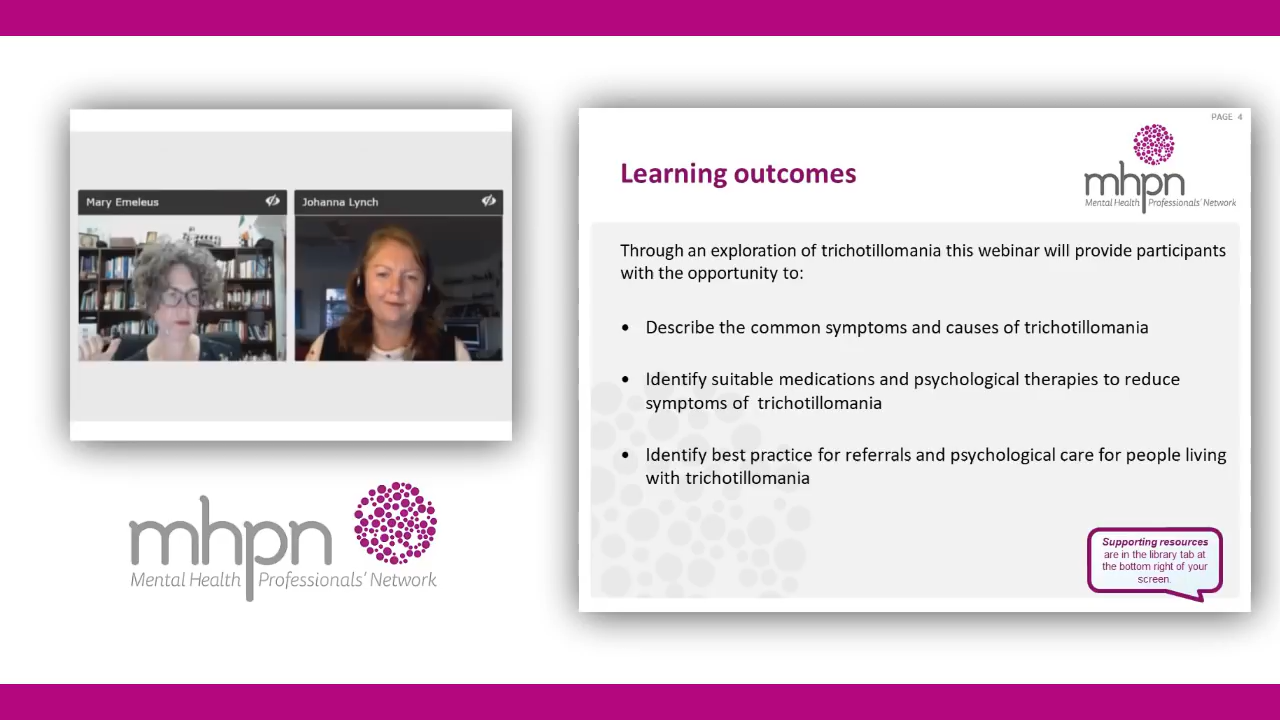 Mary Emeleus
Johanna Lynch
mhpn
Mental Health Professionals' Network
PAGE 4
Learning outcomes
mhpn
Mental Health Professionals' Network
Through an exploration of trichotillomania this webinar will provide participants
with the opportunity to:
• Describe the common symptoms and causes of trichotillomania
• Identify suitable medications and psychological therapies to reduce
symptoms of trichotillomania
• Identify best practice for referrals and psychological care for people living
with trichotillomania
Supporting resources
are in the library tab at
the bottom right of your
screen.